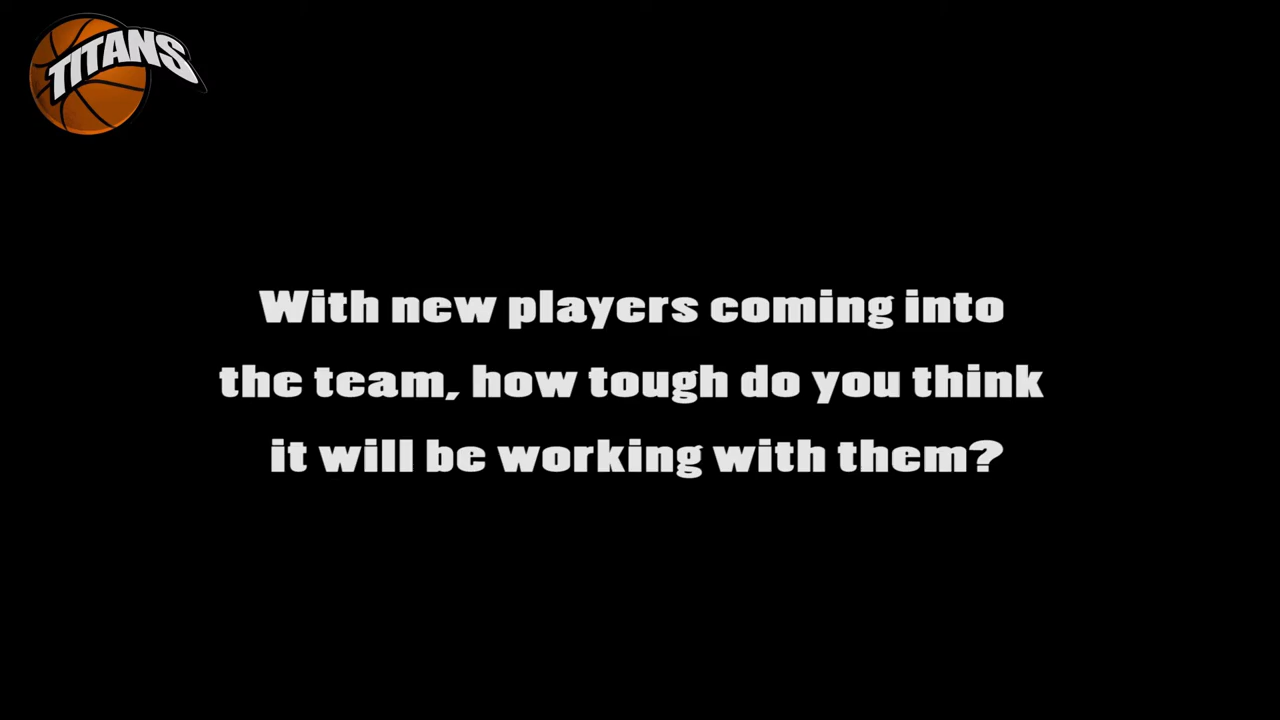 TITANS
With new players coming into
the team, how tough do you think
it will be working with them?